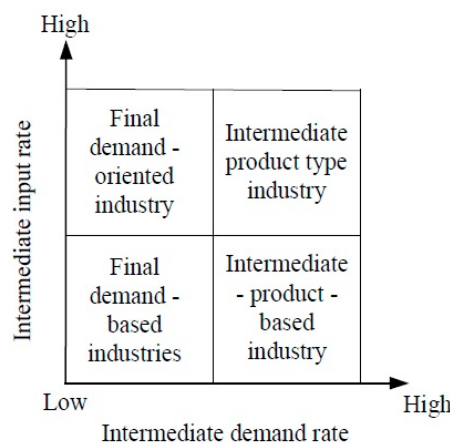 High
Intermediate input rate
Final
demand -
oriented
industry
Intermediate
product type
industry
Final
demand -
based
industries
Intermediate
- product -
based
industry
Low
High
Intermediate demand rate